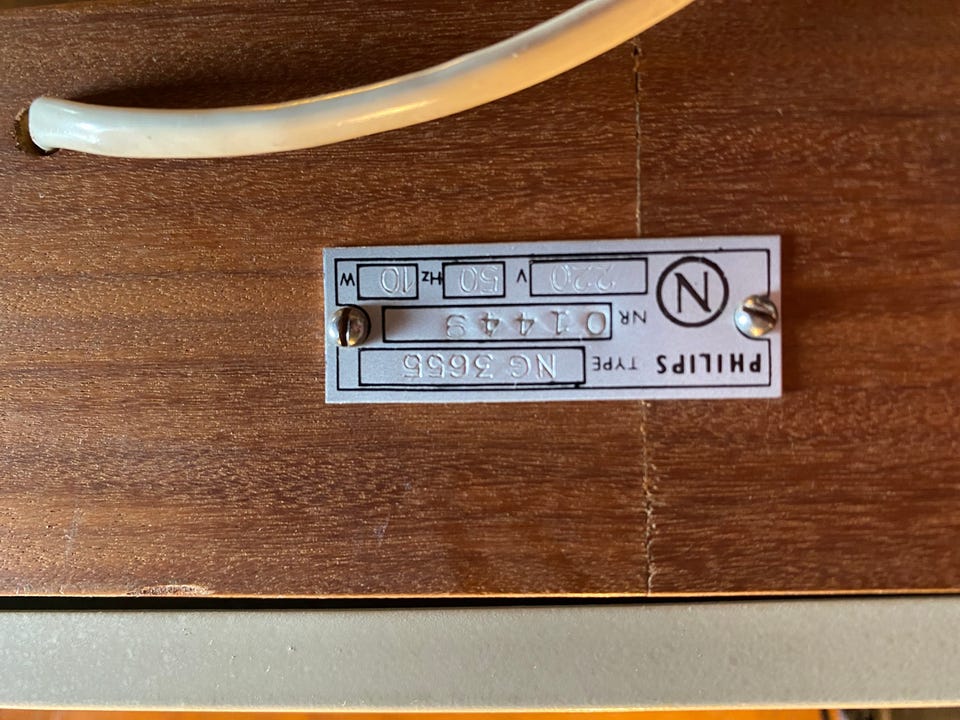 PHILIPS TYPE NG 3655
NR 01449
N 220 V 50 Hz 10 W